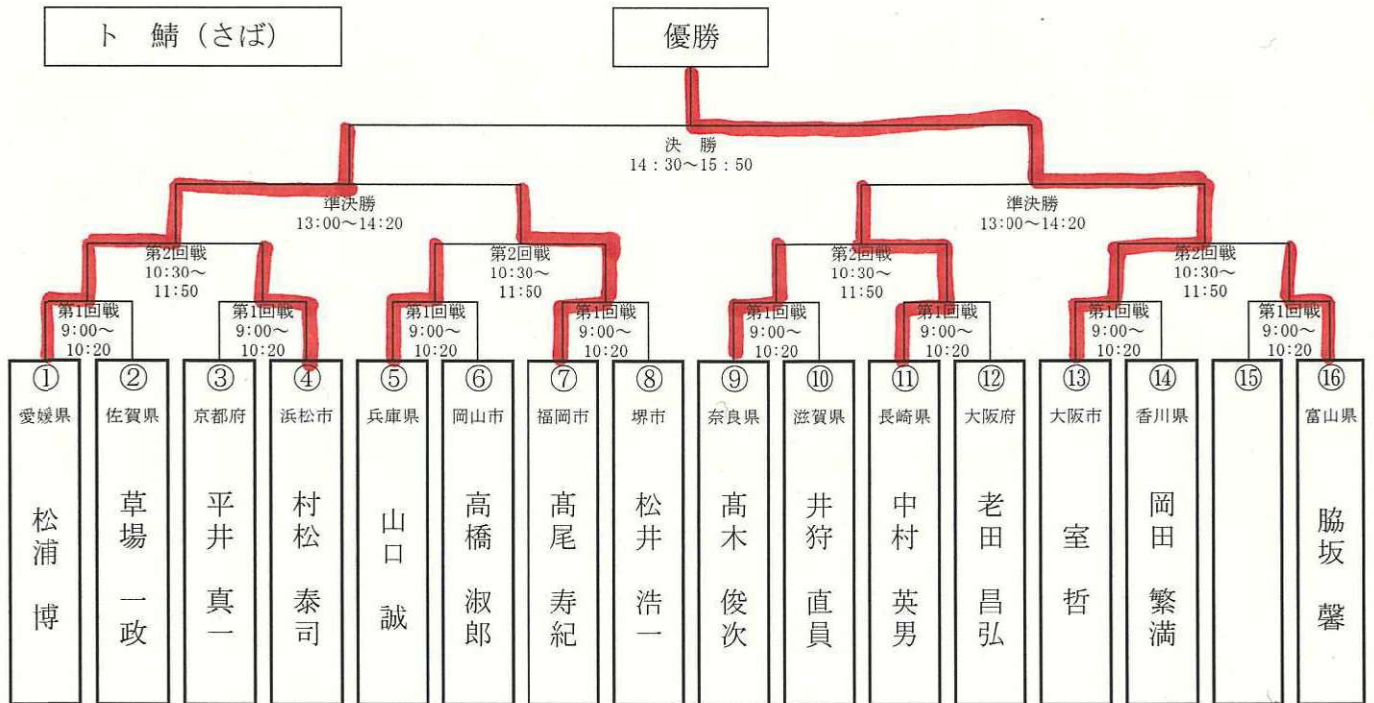 ト 鯖（さば）
優勝
決 勝
14：30～15：50
準決勝
13:00～14:20
準決勝
13:00～14:20
第2回戦
10:30～
11:50
第2回戦
10:30～
11:50
第2回戦
10:30～
11:50
第2回戦
10:30～
11:50
第1回戦
9:00～
10:20
第1回戦
9:00～
10:20
第1回戦
9:00～
10:20
第1回戦
9:00～
10:20
第1回戦
9:00～
10:20
第1回戦
9:00～
10:20
第1回戦
9:00～
10:20
第1回戦
9:00～
10:20
①
愛媛県
松浦 博
②
佐賀県
草場 一政
③
京都府
平井 真一
④
浜松市
村松 泰司
⑤
兵庫県
山口 誠
⑥
岡山市
高橋 淑郎
⑦
福岡市
髙尾 寿紀
⑧
堺市
松井 浩一
⑨
奈良県
髙木 俊次
⑩
滋賀県
井狩 直員
⑪
長崎県
中村 英男
⑫
大阪府
老田 昌弘
⑬
大阪市
室 哲
⑭
香川県
岡田 繁満
⑮
⑯
富山県
脇坂 馨